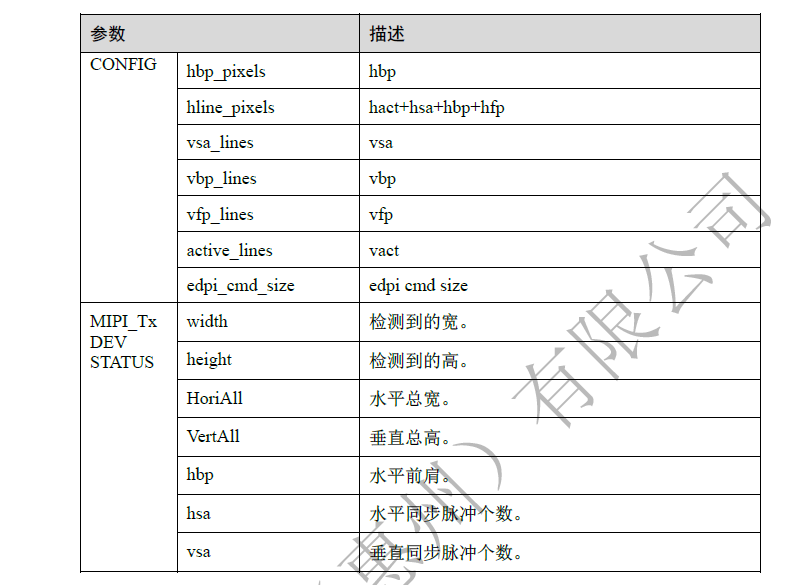 参数 描述
CONFIG hbp_pixels hbp
hline_pixels hact+hsa+hbp+hfp
vsa_lines vsa
vbp_lines vbp
vfp_lines vfp
active_lines vact
edpi_cmd_size edpi cmd size
MIPI_Tx width 检测到的宽。
DEV
STATUS
height 检测到的高。
HoriAll 水平总宽。
VertAll 垂直总高。
hbp 水平前肩。
hsa 水平同步脉冲个数。
vsa 垂直同步脉冲个数。
惠州）有限公司